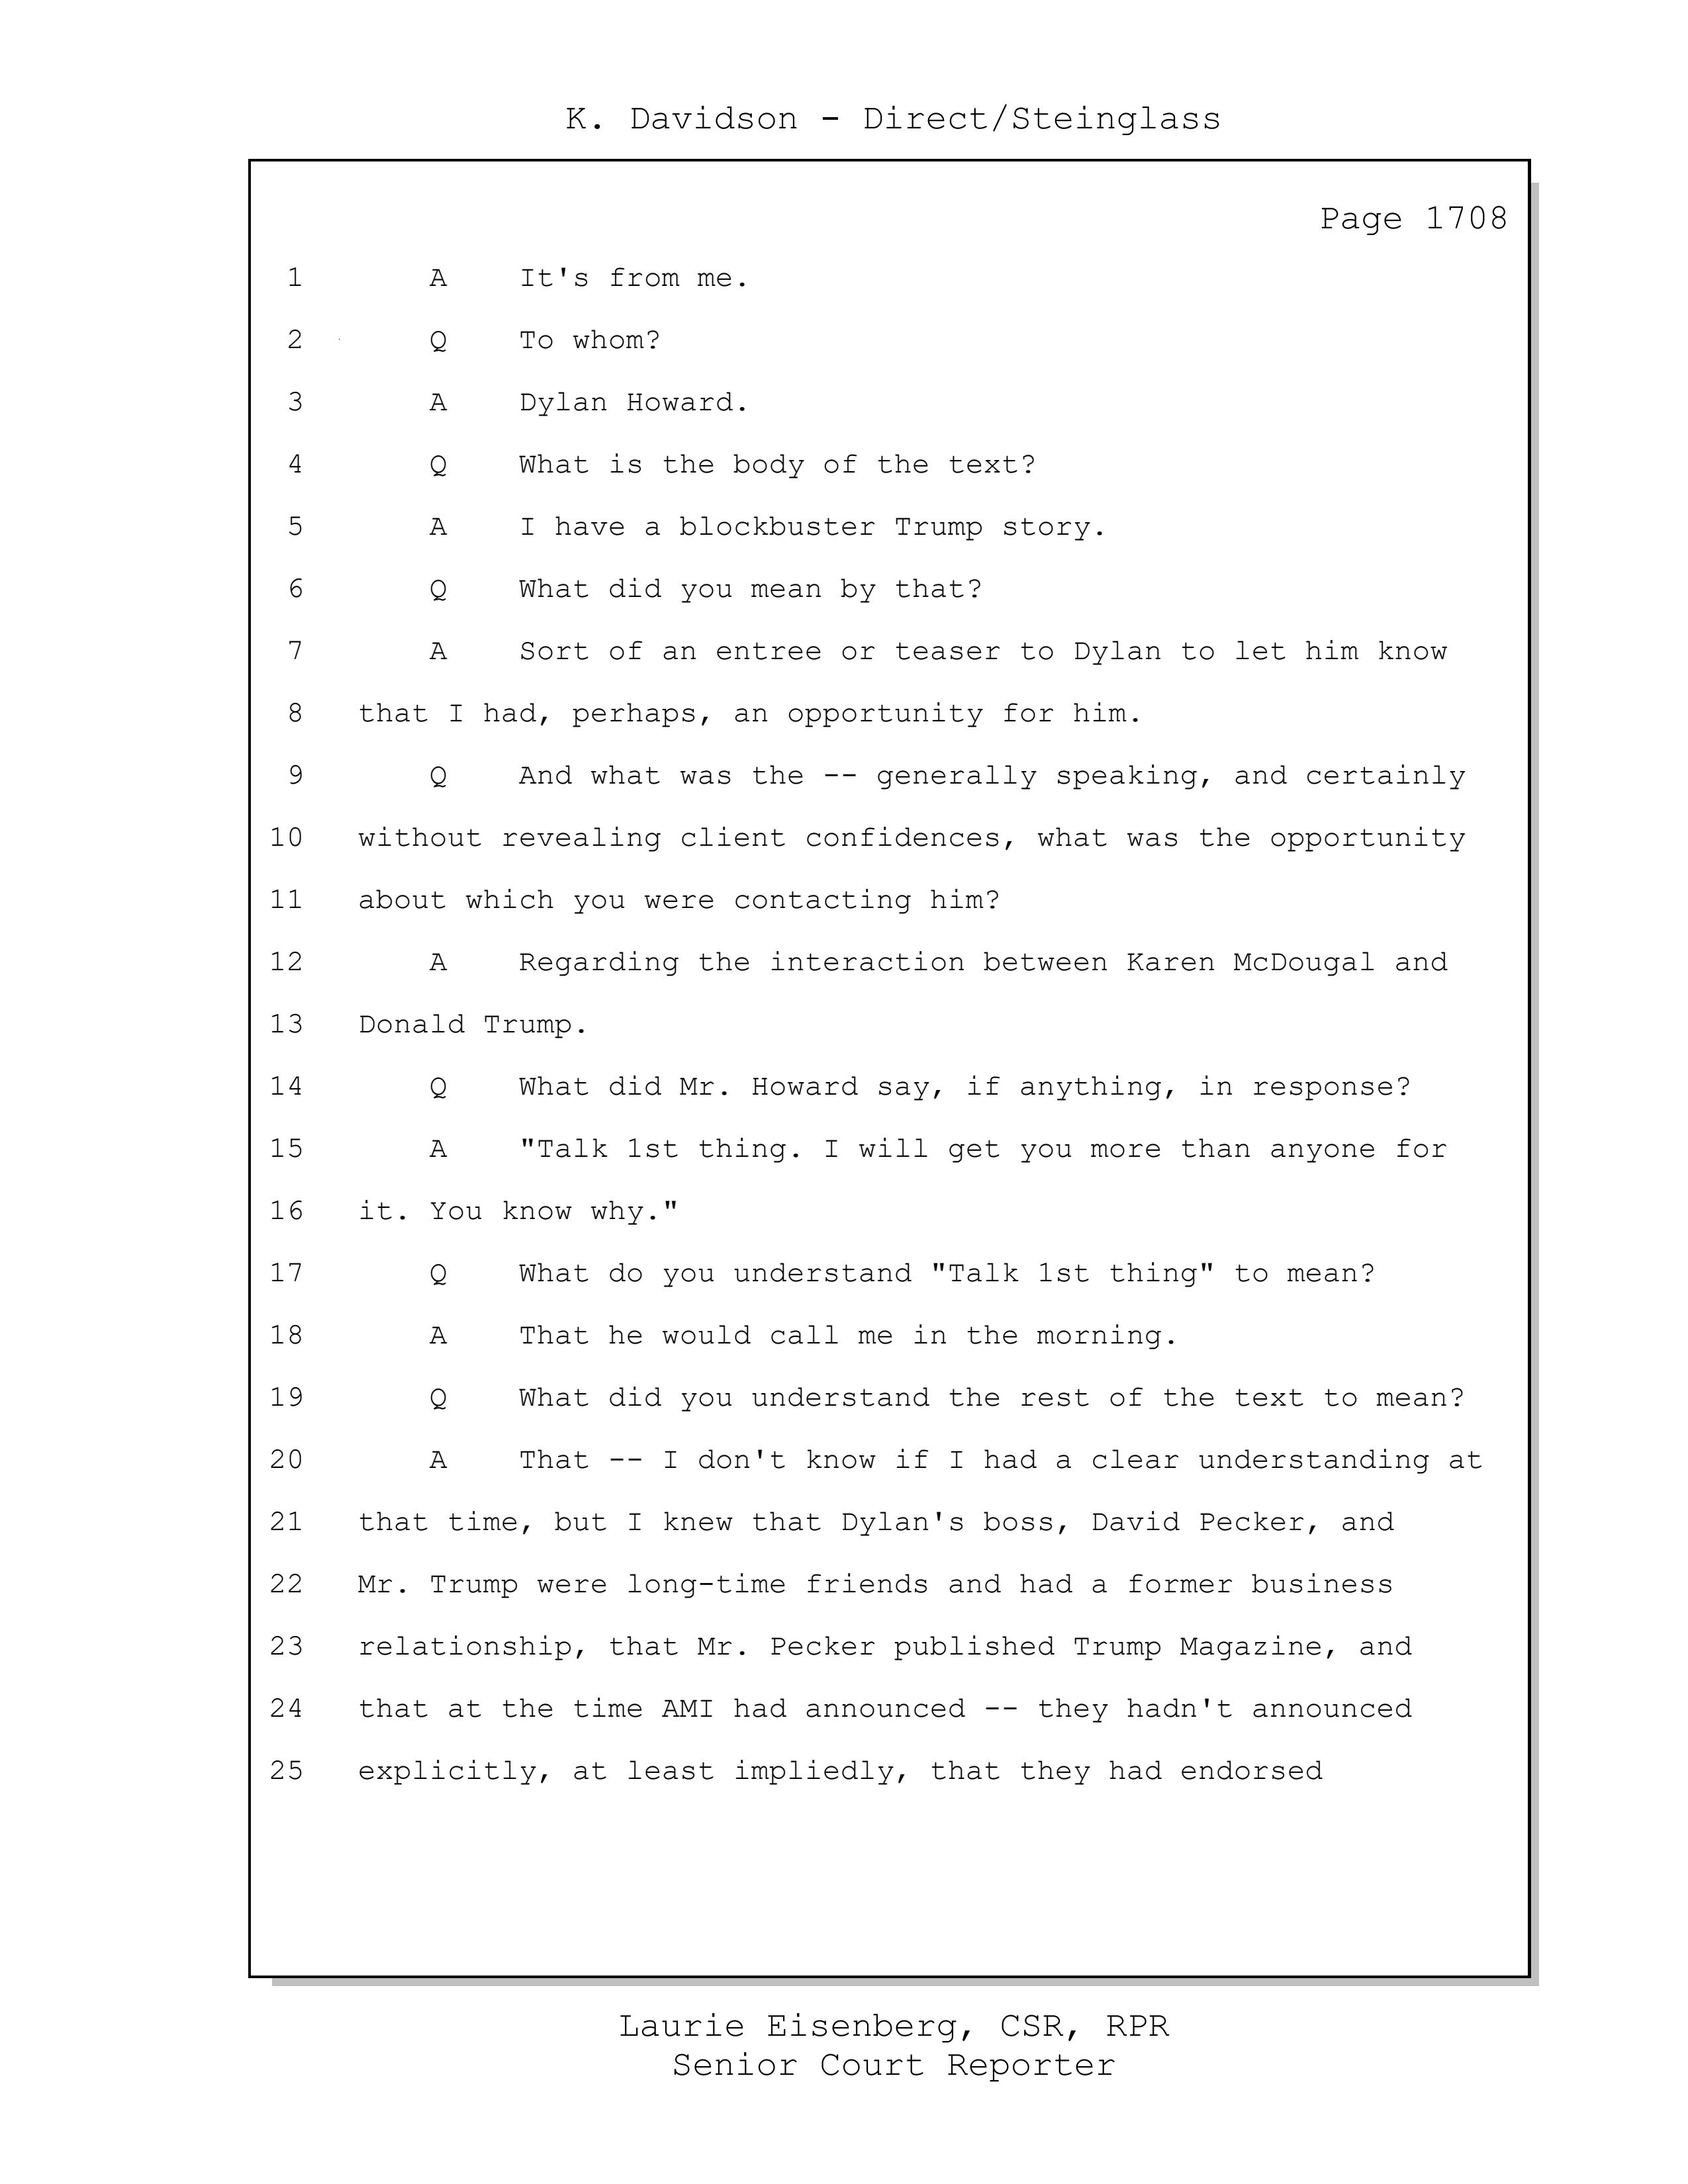 K. Davidson - Direct/Steinglass
Page 1708
1 A It's from me.
2 Q To whom?
3 A Dylan Howard.
4 Q What is the body of the text?
5 A I have a blockbuster Trump story.
6 Q What did you mean by that?
7 A Sort of an entree or teaser to Dylan to let him know
8 that I had, perhaps, an opportunity for him.
9 Q And what was the -- generally speaking, and certainly
10 without revealing client confidences, what was the opportunity
11 about which you were contacting him?
12 A Regarding the interaction between Karen McDougal and
13 Donald Trump.
14 Q What did Mr. Howard say, if anything, in response?
15 A "Talk 1st thing. I will get you more than anyone for
16 it. You know why."
17 Q What do you understand "Talk 1st thing" to mean?
18 A That he would call me in the morning.
19 Q What did you understand the rest of the text to mean?
20 A That -- I don't know if I had a clear understanding at
21 that time, but I knew that Dylan's boss, David Pecker, and
22 Mr. Trump were long-time friends and had a former business
23 relationship, that Mr. Pecker published Trump Magazine, and
24 that at the time AMI had announced -- they hadn't announced
25 explicitly, at least impliedly, that they had endorsed
Laurie Eisenberg, CSR, RPR
Senior Court Reporter